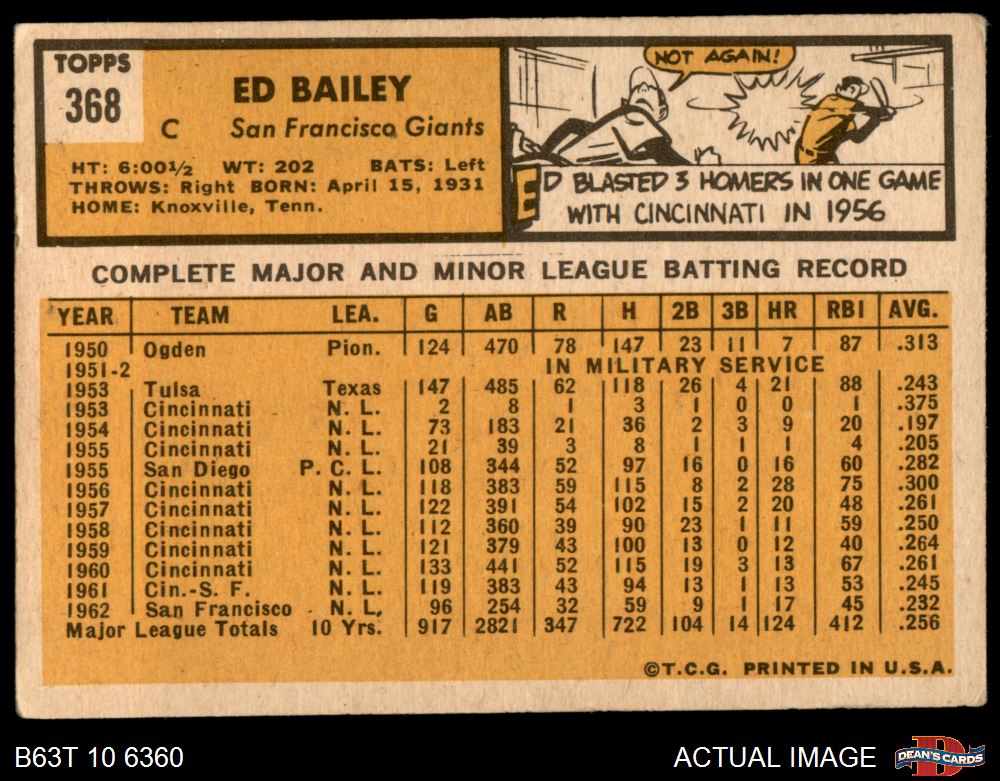 TOPPS
368
ED BAILEY
C San Francisco Giants
HT: 6:00½ WT: 202 BATS: Left
THROWS: Right BORN: April 15, 1931
HOME: Knoxville, Tenn.
NOT AGAIN!
ED BLASTED 3 HOMERS IN ONE GAME
WITH CINCINNATI IN 1956
COMPLETE MAJOR AND MINOR LEAGUE BATTING RECORD
YEAR TEAM LEA. G AB R H 2B 3B HR RBI AVG.
1950 Ogden Pion. 124 470 78 147 23 11 7 87 .313
1951-2 IN MILITARY SERVICE
1953 Tulsa Texas 147 485 62 118 26 4 21 88 .243
1953 Cincinnati N. L. 2 8 1 3 1 0 0 1 .375
1954 Cincinnati N. L. 73 183 21 36 2 3 9 20 .197
1955 Cincinnati N. L. 21 39 3 8 1 1 1 4 .205
1955 San Diego P. C. L. 108 344 52 97 16 0 16 60 .282
1956 Cincinnati N. L. 118 383 59 115 8 2 28 75 .300
1957 Cincinnati N. L. 122 391 54 102 15 2 20 48 .261
1958 Cincinnati N. L. 112 360 39 90 23 1 11 59 .250
1959 Cincinnati N. L. 121 379 43 100 13 0 12 40 .264
1960 Cincinnati N. L. 133 441 52 115 19 3 13 67 .261
1961 Cin.-S. F. N. L. 119 383 43 94 13 1 13 53 .245
1962 San Francisco N. L. 96 254 32 59 9 1 17 45 .232
Major League Totals 10 Yrs. 917 2821 347 722 104 14 124 412 .256
©T.C.G. PRINTED IN U.S.A.
B63T 10 6360 ACTUAL IMAGE DEAN'S CARDS